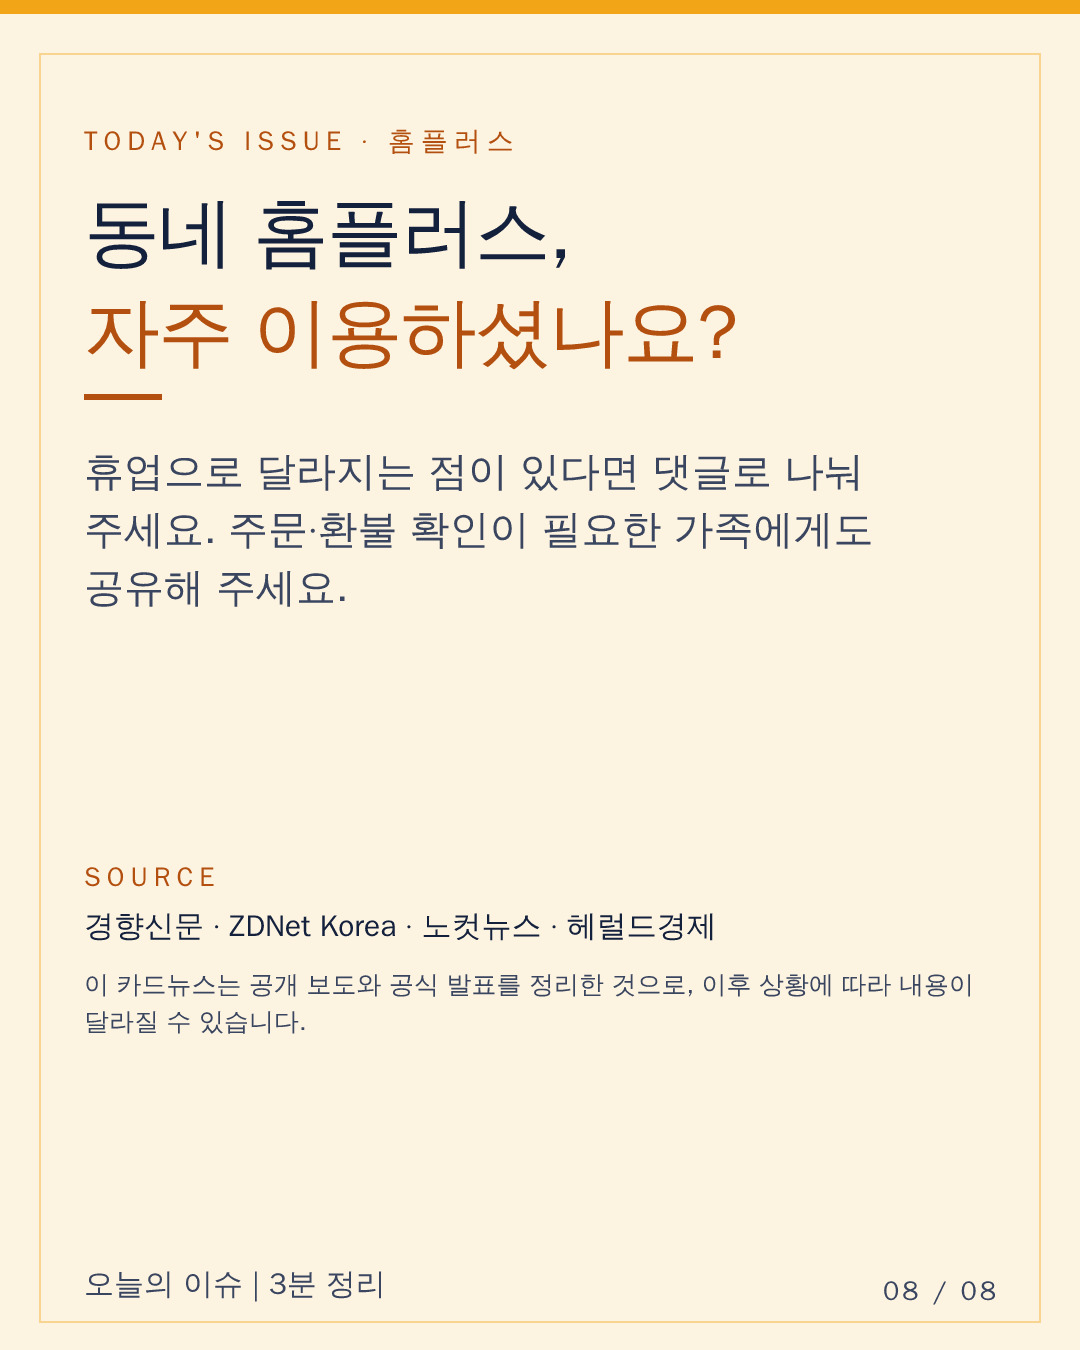 TODAY'S ISSUE · 홈플러스
동네 홈플러스,
자주 이용하셨나요?
휴업으로 달라지는 점이 있다면 댓글로 나눠
주세요. 주문·환불 확인이 필요한 가족에게도
공유해 주세요.
SOURCE
경향신문 · ZDNet Korea · 노컷뉴스 · 헤럴드경제
이 카드뉴스는 공개 보도와 공식 발표를 정리한 것으로, 이후 상황에 따라 내용이
달라질 수 있습니다.
오늘의 이슈 | 3분 정리
08 / 08